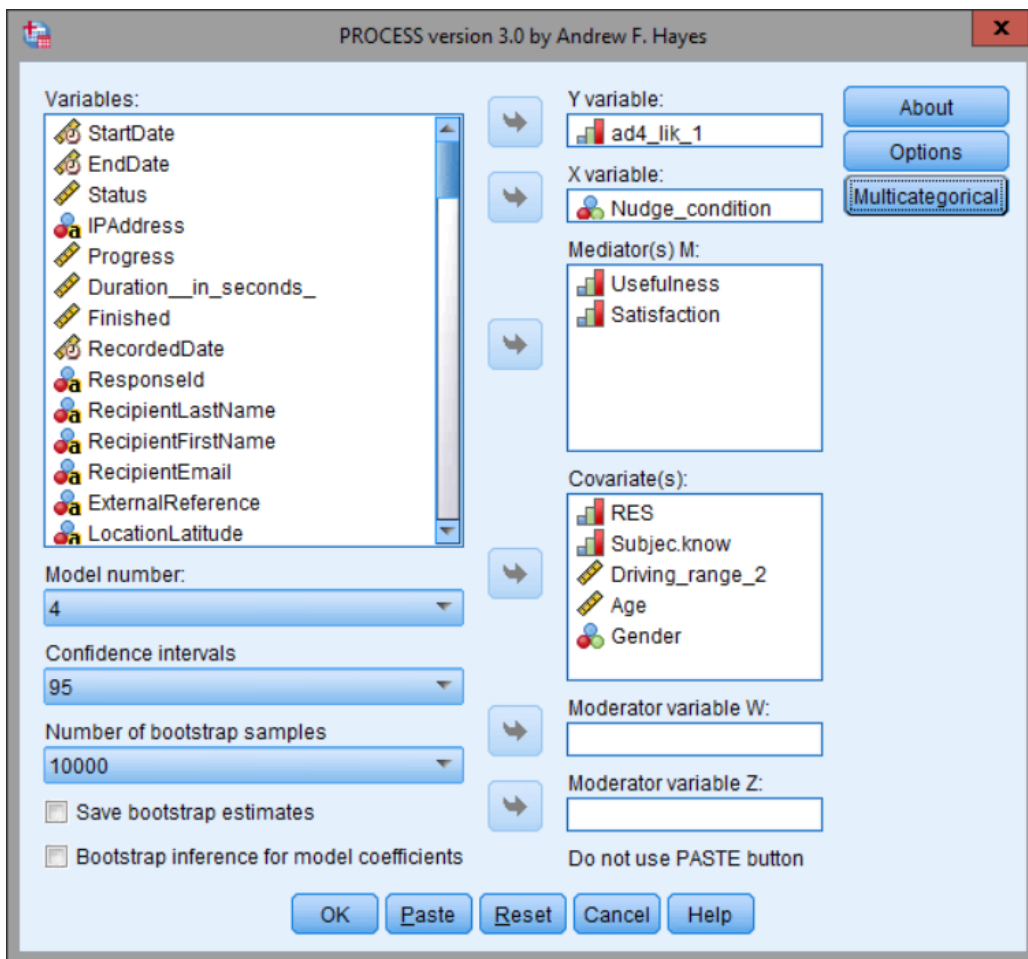 PROCESS version 3.0 by Andrew F. Hayes
x
Variables:
StartDate
EndDate
Status
IPAddress
Progress
Duration__in_seconds_
Finished
RecordedDate
ResponseId
RecipientLastName
RecipientFirstName
RecipientEmail
ExternalReference
LocationLatitude
Model number:
4
Confidence intervals
95
Number of bootstrap samples
10000
Save bootstrap estimates
Bootstrap inference for model coefficients
Y variable:
ad4_lik_1
X variable:
Nudge_condition
Mediator(s) M:
Usefulness
Satisfaction
Covariate(s):
RES
Subjec.know
Driving_range_2
Age
Gender
Moderator variable W:
Moderator variable Z:
Do not use PASTE button
About
Options
Multicategorical
OK Paste Reset Cancel Help